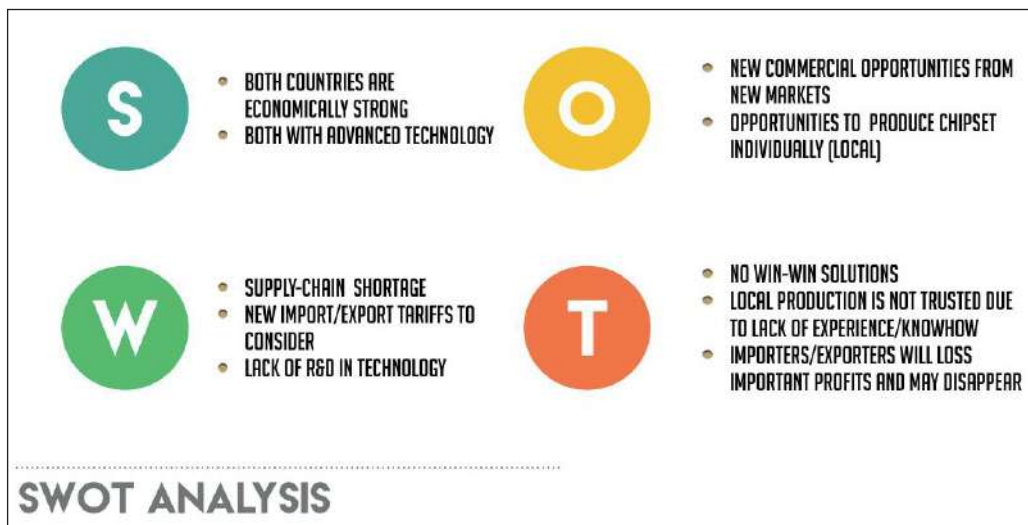 S
BOTH COUNTRIES ARE
ECONOMICALLY STRONG
BOTH WITH ADVANCED TECHNOLOGY
O
NEW COMMERCIAL OPPORTUNITIES FROM
NEW MARKETS
OPPORTUNITIES TO PRODUCE CHIPSET
INDIVIDUALLY (LOCAL)
W
SUPPLY-CHAIN SHORTAGE
NEW IMPORT/EXPORT TARIFFS TO
CONSIDER
LACK OF R&D IN TECHNOLOGY
T
NO WIN-WIN SOLUTIONS
LOCAL PRODUCTION IS NOT TRUSTED DUE
TO LACK OF EXPERIENCE/KNOWHOW
IMPORTERS/EXPORTERS WILL LOSS
IMPORTANT PROFITS AND MAY DISAPPEAR
SWOT ANALYSIS